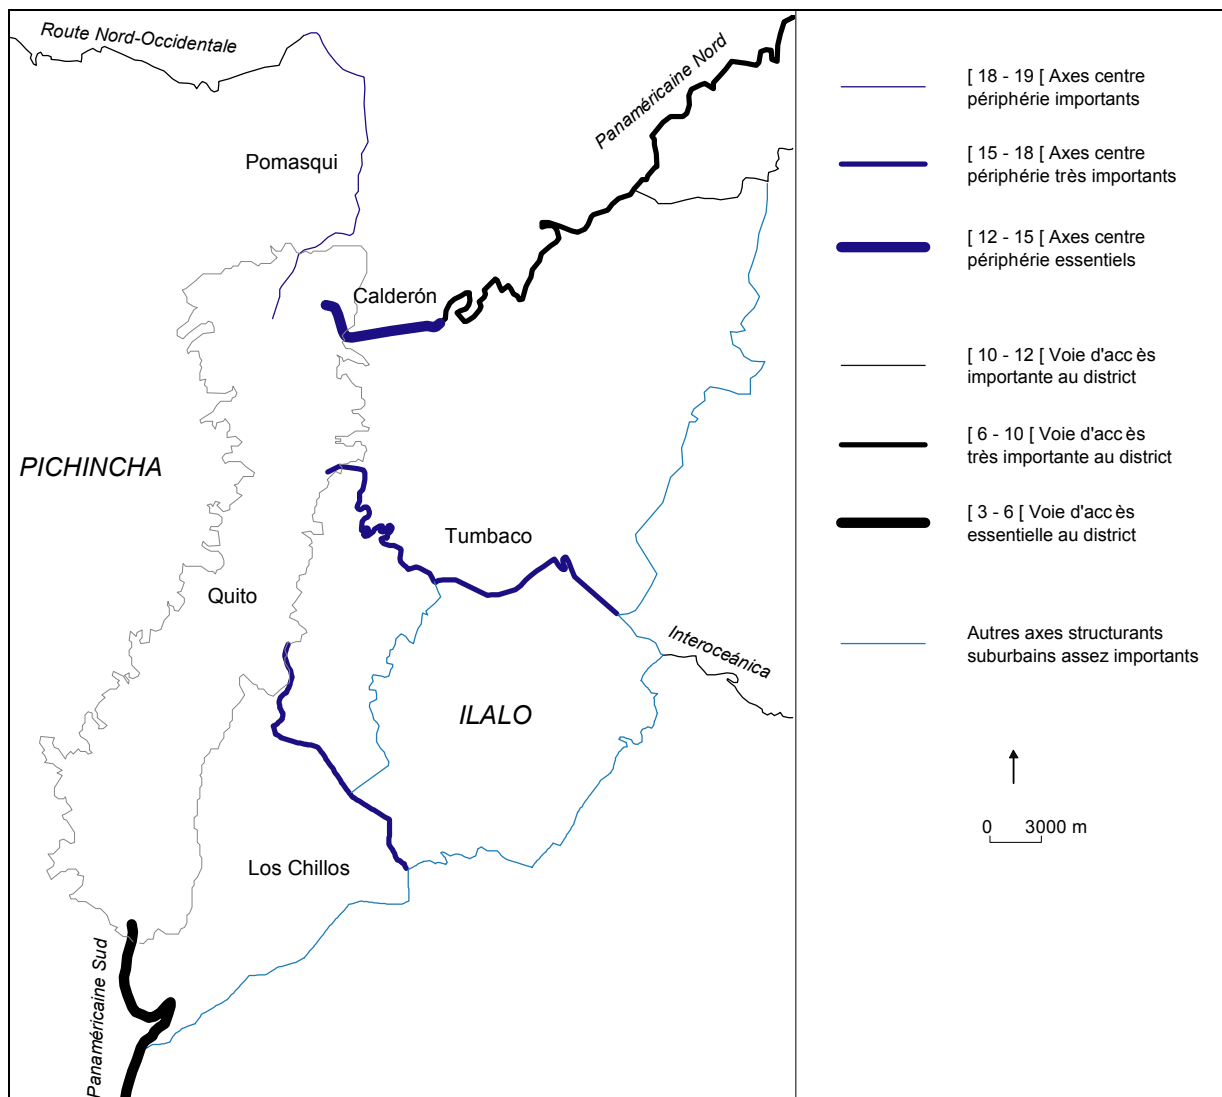 Route Nord-Occidentale
Panaméricaine Nord
Pomasqui
Calderón
PICHINCHA
Tumbaco
Quito
Interoceánica
ILALO
Los Chillos
Panaméricaine Sud
[ 18 - 19 [ Axes centre
périphérie importants
[ 15 - 18 [ Axes centre
périphérie très importants
[ 12 - 15 [ Axes centre
périphérie essentiels
[ 10 - 12 [ Voie d'acc ès
importante au district
[ 6 - 10 [ Voie d'acc ès
très importante au district
[ 3 - 6 [ Voie d'acc ès
essentielle au district
Autres axes structurants
suburbains assez importants
0 3000 m